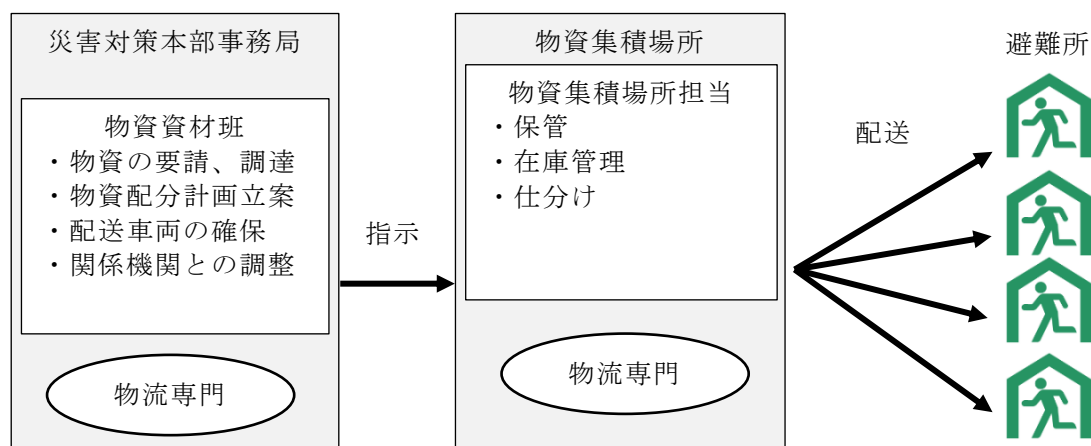 災害対策本部事務局
物資資材班
・物資の要請、調達
・物資配分計画立案
・配送車両の確保
・関係機関との調整
物流専門
指示
物資集積場所
物資集積場所担当
・保管
・在庫管理
・仕分け
物流専門
配送
避難所